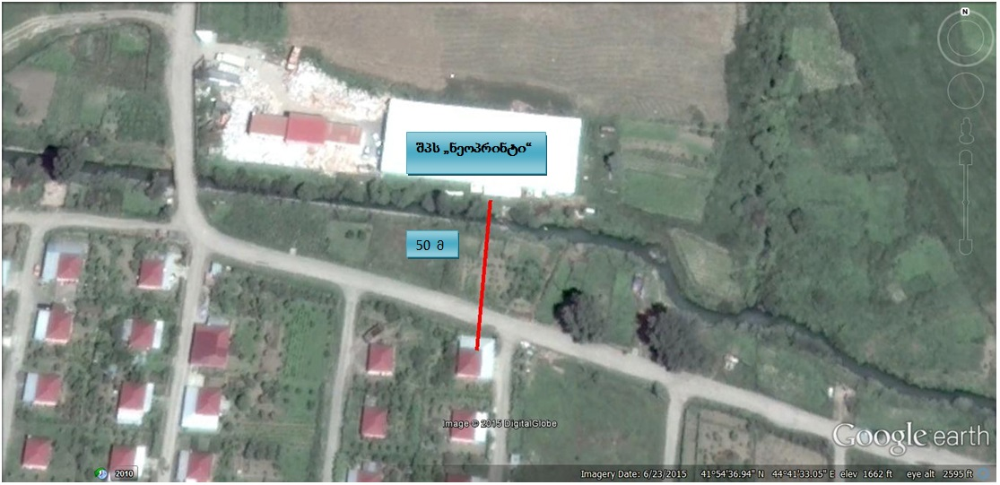 N
შპს „ნეოპრინტი“
50 მ
Image © 2015 DigitalGlobe
Google earth
2010
Imagery Date: 6/23/2015 41°54'36.94" N 44°41'33.05" E elev 1662 ft eye alt 2595 ft